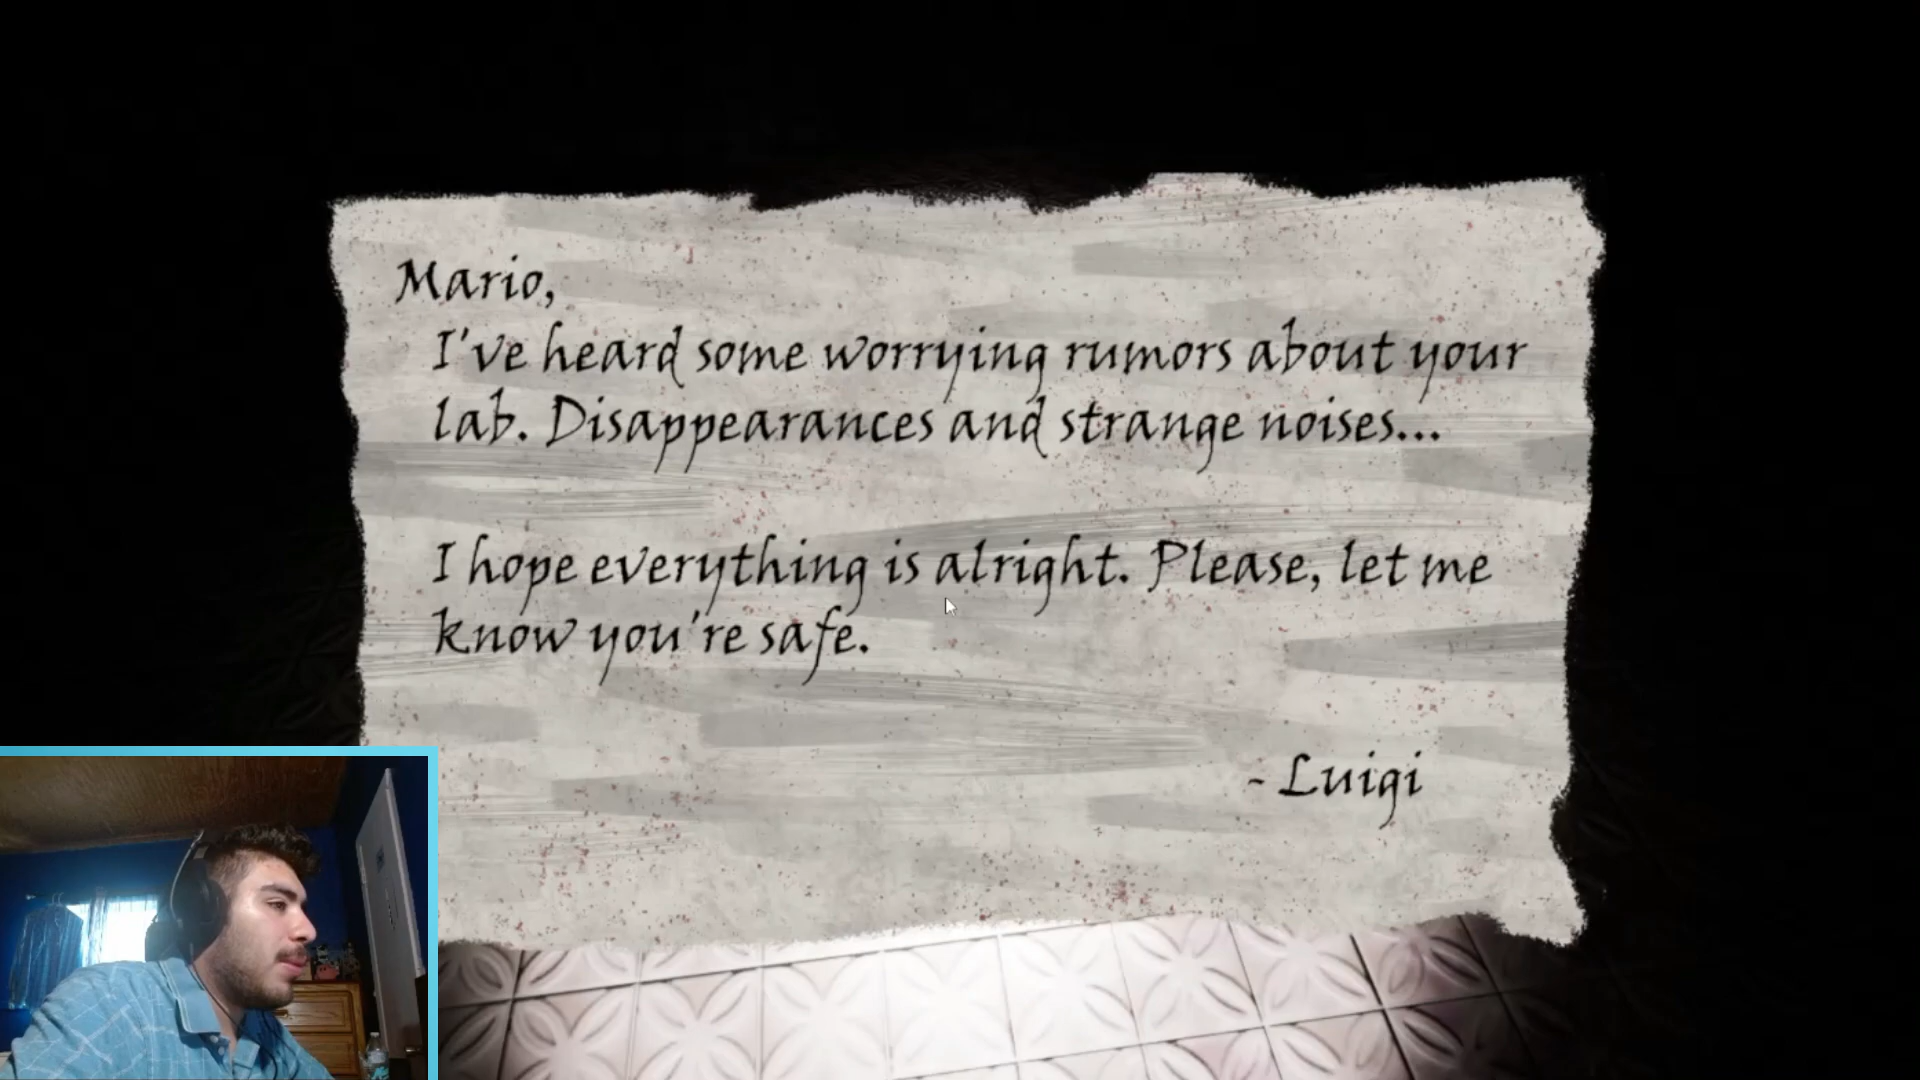 Mario,
I've heard some worrying rumors about your
lab. Disappearances and strange noises...
I hope everything is alright. Please, let me
know you're safe.
- Luigi